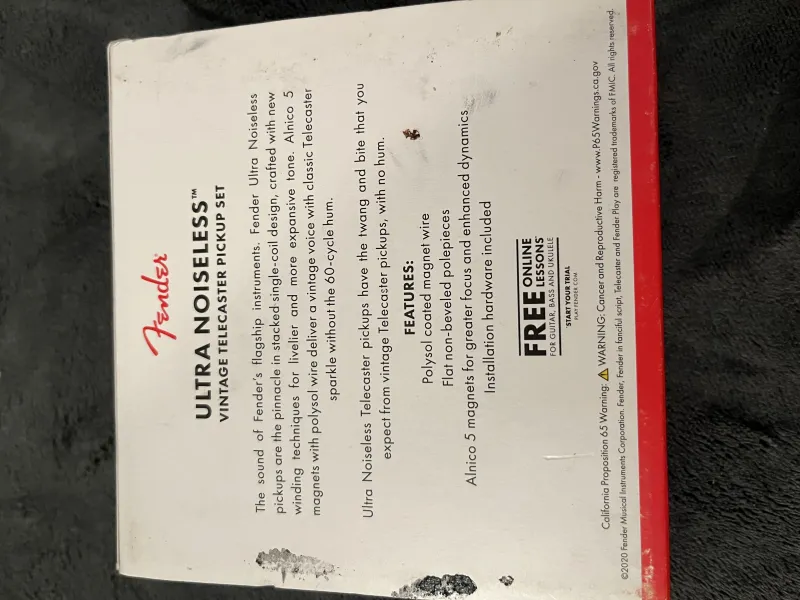 Fender
ULTRA NOISELESS™
VINTAGE TELECASTER PICKUP SET
The sound of Fender's flagship instruments. Fender Ultra Noiseless
pickups are the pinnacle in stacked single-coil design, crafted with new
winding techniques for livelier and more expansive tone. Alnico 5
magnets with polysol wire deliver a vintage voice with classic Telecaster
sparkle without the 60-cycle hum.
Ultra Noiseless Telecaster pickups have the twang and bite that you
expect from vintage Telecaster pickups, with no hum.
FEATURES:
Polysol coated magnet wire
Flat non-beveled polepieces
Alnico 5 magnets for greater focus and enhanced dynamics
Installation hardware included
FREE ONLINE LESSONS
FOR GUITAR, BASS AND UKULELE
START YOUR TRIAL
PLAY.FENDER.COM
California Proposition 65 Warning: ⚠ WARNING: Cancer and Reproductive Harm - www.P65Warnings.ca.gov
©2020 Fender Musical Instruments Corporation. Fender, Fender in fanciful script, Telecaster and Fender Play are registered trademarks of FMIC. All rights reserved.